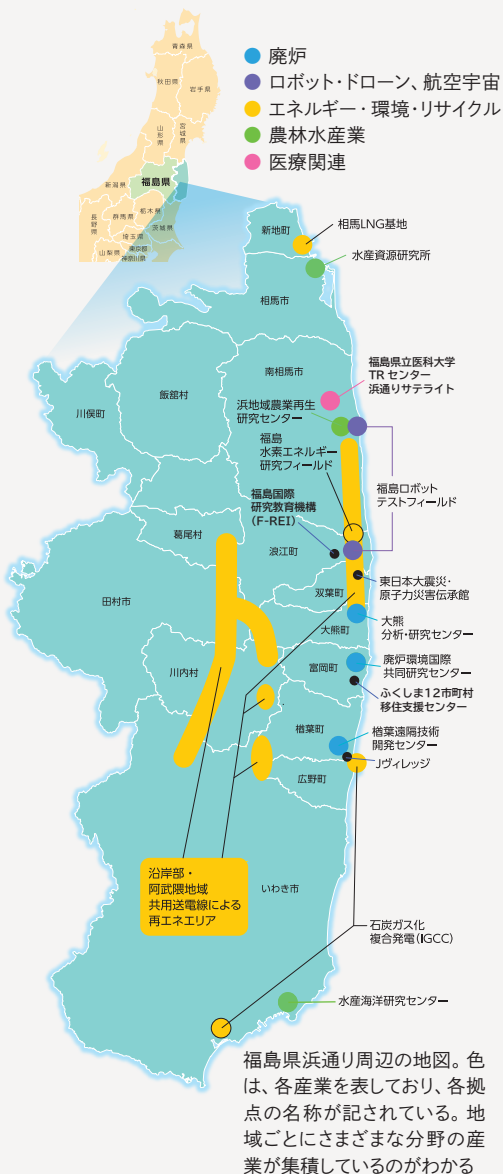 青森県
秋田県
岩手県
山形県
宮城県
新潟県
福島県
長野県
群馬県
栃木県
茨城県
埼玉県
山梨県
東京都
神奈川県
廃炉
ロボット・ドローン、航空宇宙
エネルギー・環境・リサイクル
農林水産業
医療関連
新地町
相馬LNG基地
水産資源研究所
相馬市
南相馬市
飯舘村
川俣町
福島県立医科大学
TRセンター
浜通りサテライト
浜地域農業再生
研究センター
福島
水素エネルギー
研究フィールド
福島ロボット
テストフィールド
福島国際
研究教育機構
(F-REI)
葛尾村
浪江町
双葉町
東日本大震災・
原子力災害伝承館
田村市
大熊町
大熊
分析・研究センター
川内村
富岡町
廃炉環境国際
共同研究センター
ふくしま12市町村
移住支援センター
楢葉町
楢葉遠隔技術
開発センター
Jヴィレッジ
広野町
沿岸部・
阿武隈地域
共用送電線による
再エネエリア
いわき市
石炭ガス化
複合発電(IGCC)
水産海洋研究センター
福島県浜通り周辺の地図。色
は、各産業を表しており、各拠
点の名称が記されている。地
域ごとにさまざまな分野の産
業が集積しているのがわかる